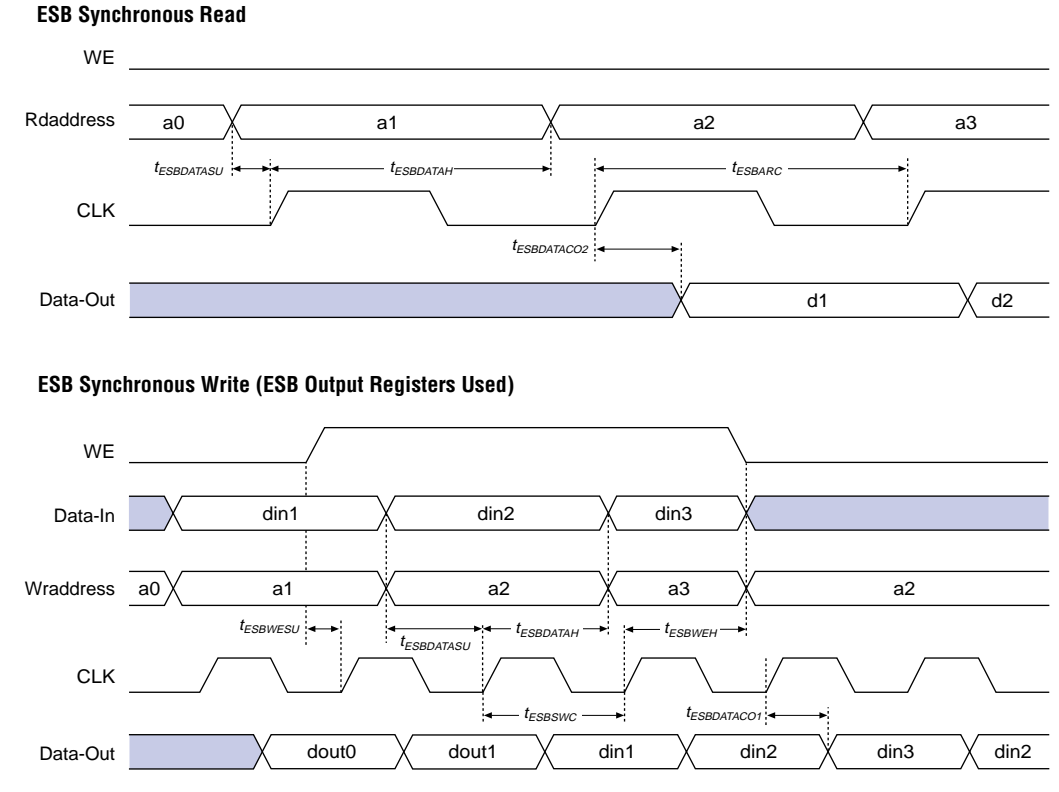 ESB Synchronous Read
WE
Rdaddress a0 a1 a2 a3
tESBDATASU tESBDATAH tESBARC
CLK
tESBDATACO2
Data-Out d1 d2
ESB Synchronous Write (ESB Output Registers Used)
WE
Data-In din1 din2 din3
Wraddress a0 a1 a2 a3 a2
tESBWESU tESBDATASU tESBDATAH tESBWEH
CLK
tESBSWC tESBDATACO1
Data-Out dout0 dout1 din1 din2 din3 din2